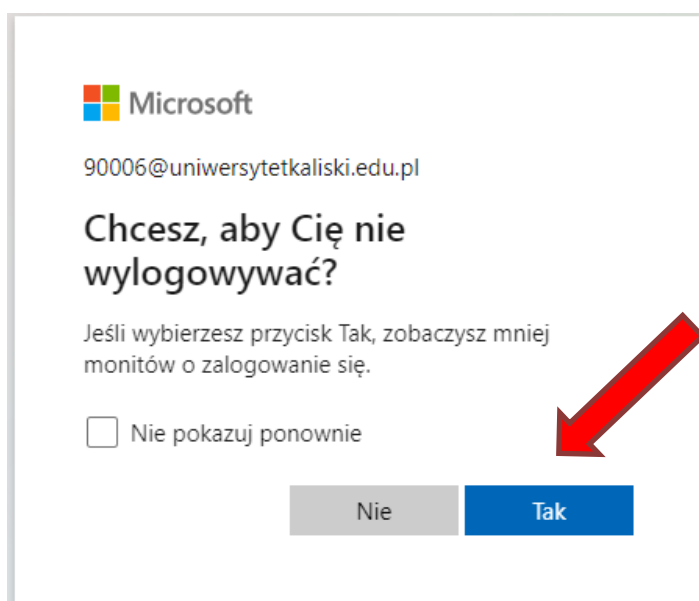 Microsoft
90006@uniwersytetkaliski.edu.pl
Chcesz, aby Cię nie
wylogowywać?
Jeśli wybierzesz przycisk Tak, zobaczysz mniej
monitów o zalogowanie się.
Nie pokazuj ponownie
Nie
Tak